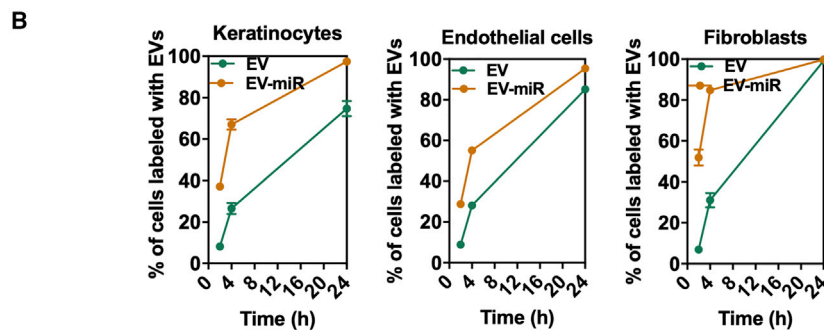 B
Keratinocytes
% of cells labeled with EVs
100
80
60
40
20
0
EV
EV-miR
0 4 8 12 16 20 24
Time (h)
Endothelial cells
% of cells labeled with EVs
100
80
60
40
20
0
EV
EV-miR
0 4 8 12 16 20 24
Time (h)
Fibroblasts
% of cells labeled with EVs
100
80
60
40
20
0
EV
EV-miR
0 4 8 12 16 20 24
Time (h)